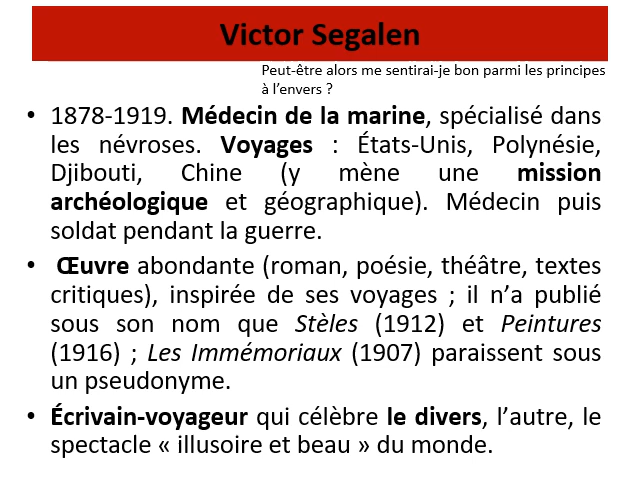 Victor Segalen
Peut-être alors me sentirai-je bon parmi les principes
à l'envers ?
• 1878-1919. Médecin de la marine, spécialisé dans
les névroses. Voyages : États-Unis, Polynésie,
Djibouti, Chine (y mène une mission
archéologique et géographique). Médecin puis
soldat pendant la guerre.
• Œuvre abondante (roman, poésie, théâtre, textes
critiques), inspirée de ses voyages ; il n'a publié
sous son nom que Stèles (1912) et Peintures
(1916) ; Les Immémoriaux (1907) paraissent sous
un pseudonyme.
• Écrivain-voyageur qui célèbre le divers, l'autre, le
spectacle « illusoire et beau » du monde.